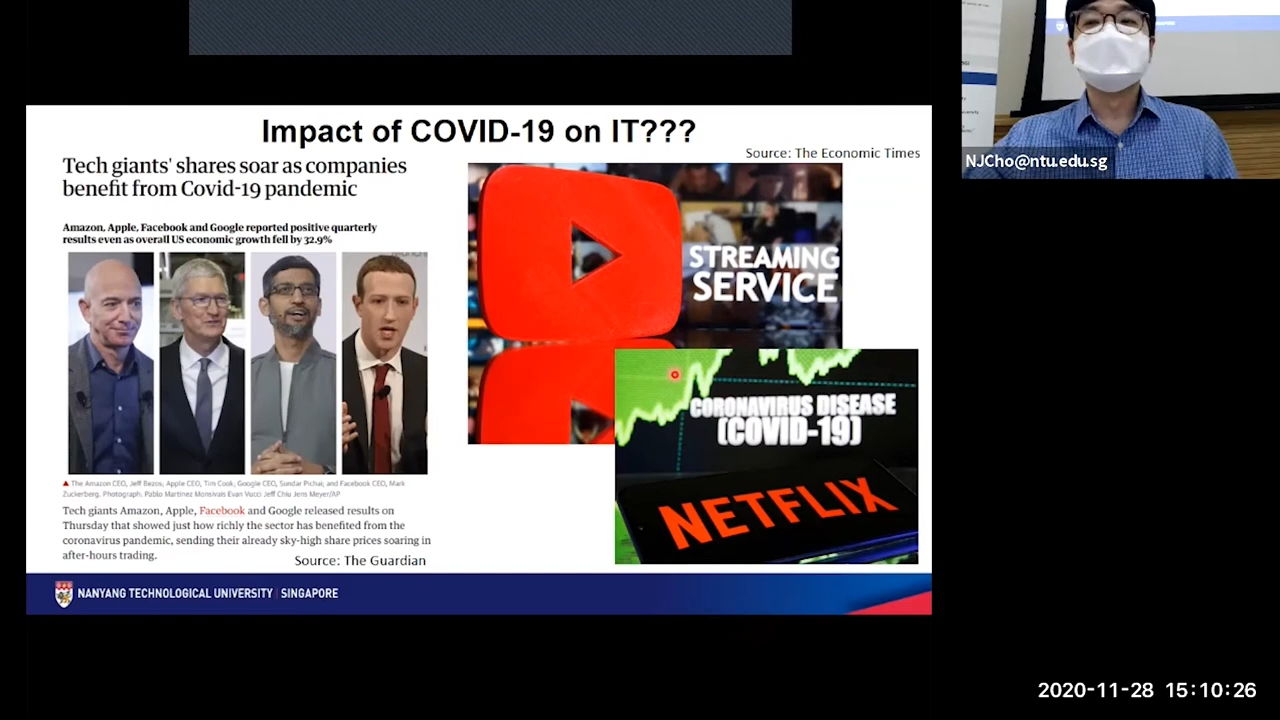 Impact of COVID-19 on IT???
Source: The Economic Times
Tech giants' shares soar as companies
benefit from Covid-19 pandemic
Amazon, Apple, Facebook and Google reported positive quarterly
results even as overall US economic growth fell by 32.9%
▲ The Amazon CEO, Jeff Bezos; Apple CEO, Tim Cook; Google CEO, Sundar Pichai; and Facebook CEO, Mark
Zuckerberg. Photograph: Pablo Martinez Monsivais Evan Vucci Jeff Chiu Jens Meyer/AP
Tech giants Amazon, Apple, Facebook and Google released results on
Thursday that showed just how richly the sector has benefited from the
coronavirus pandemic, sending their already sky-high share prices soaring in
after-hours trading.
Source: The Guardian
STREAMING
SERVICE
CORONAVIRUS DISEASE
(COVID-19)
NETFLIX
NANYANG TECHNOLOGICAL UNIVERSITY | SINGAPORE
NJCho@ntu.edu.sg
2020-11-28 15:10:26